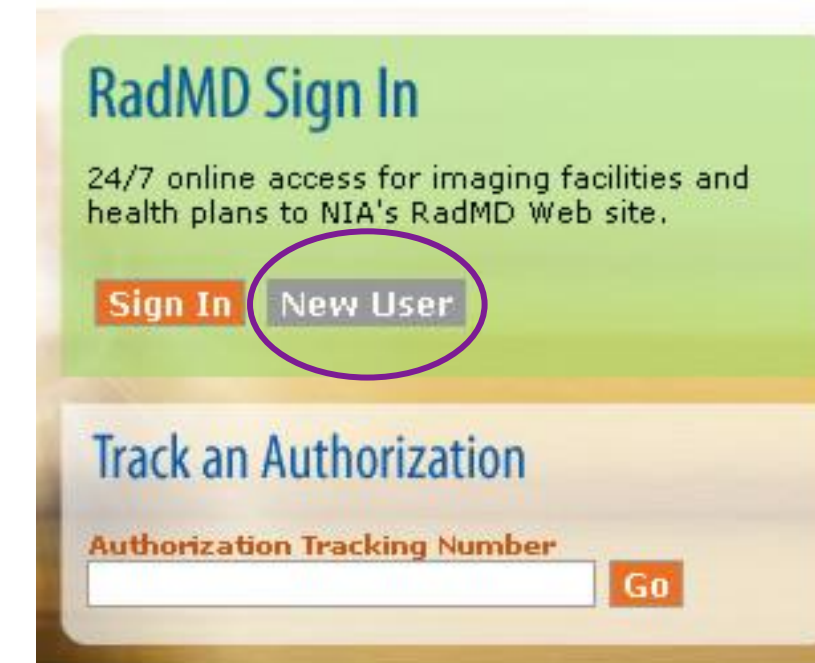 RadMD Sign In
24/7 online access for imaging facilities and
health plans to NIA's RadMD Web site.
Sign In New User
Track an Authorization
Authorization Tracking Number
Go